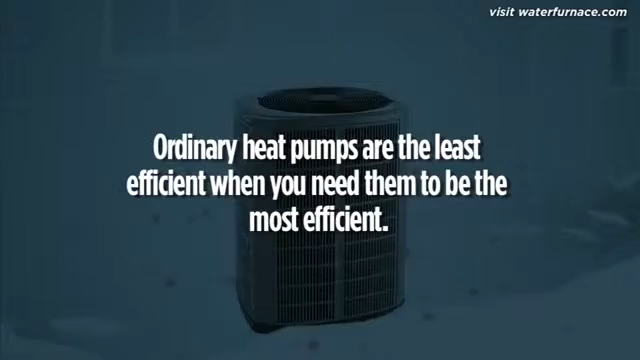 visit waterfurnace.com
Ordinary heat pumps are the least
efficient when you need them to be the
most efficient.